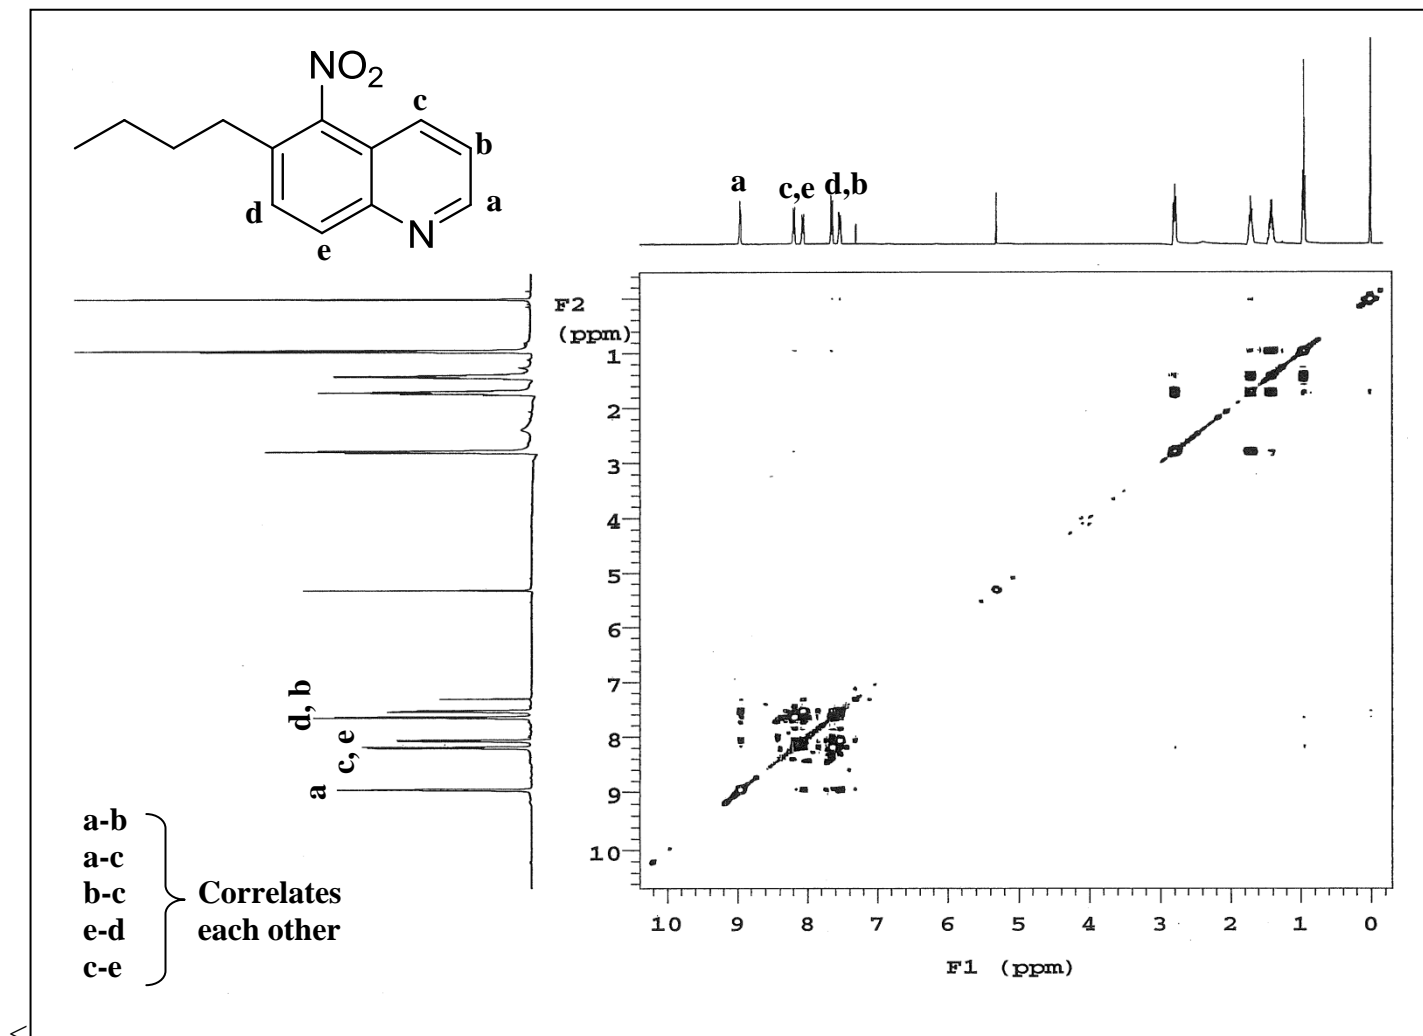 NO2
c
b
a
d
e
N
a
c,e
d,b
F2
(ppm)
1
2
3
4
5
6
7
8
9
10
10 9 8 7 6 5 4 3 2 1 0
F1 (ppm)
d, b
c, e
a
a-b
a-c
b-c
e-d
c-e
Correlates
each other